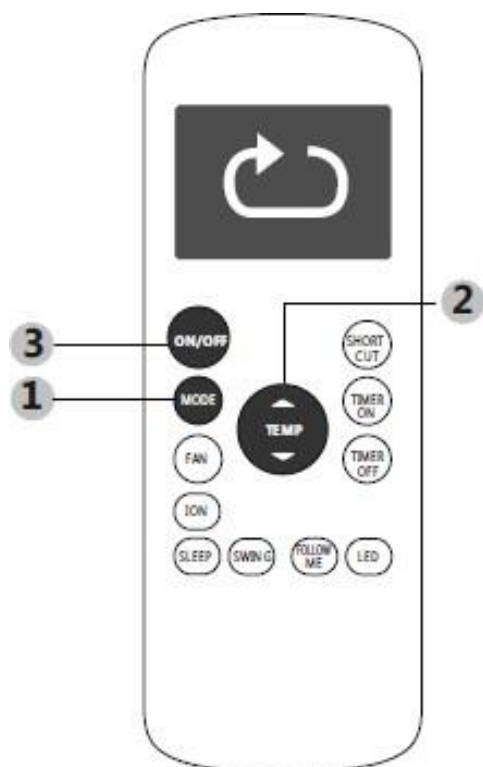 2
3
ON/OFF
SHORT
CUT
1
MODE
TEMP
TIMER
ON
FAN
TIMER
OFF
ION
SLEEP
SWING
FOLLOW
ME
LED